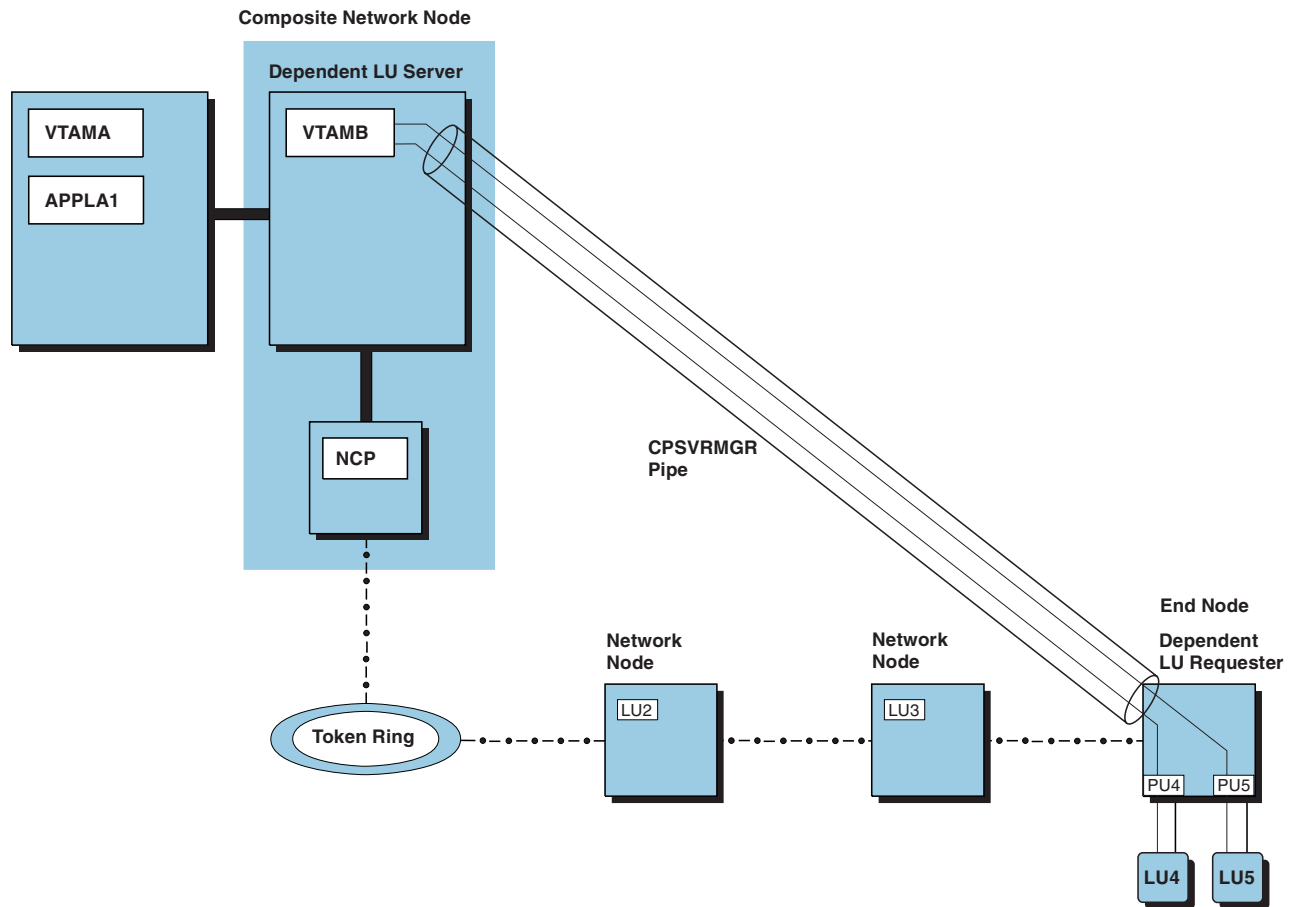 Composite Network Node
Dependent LU Server
VTAMA
VTAMB
APPLA1
NCP
CPSVRMGR
Pipe
End Node
Dependent
LU Requester
Network
Node
Network
Node
LU2
LU3
Token Ring
PU4
PU5
LU4
LU5